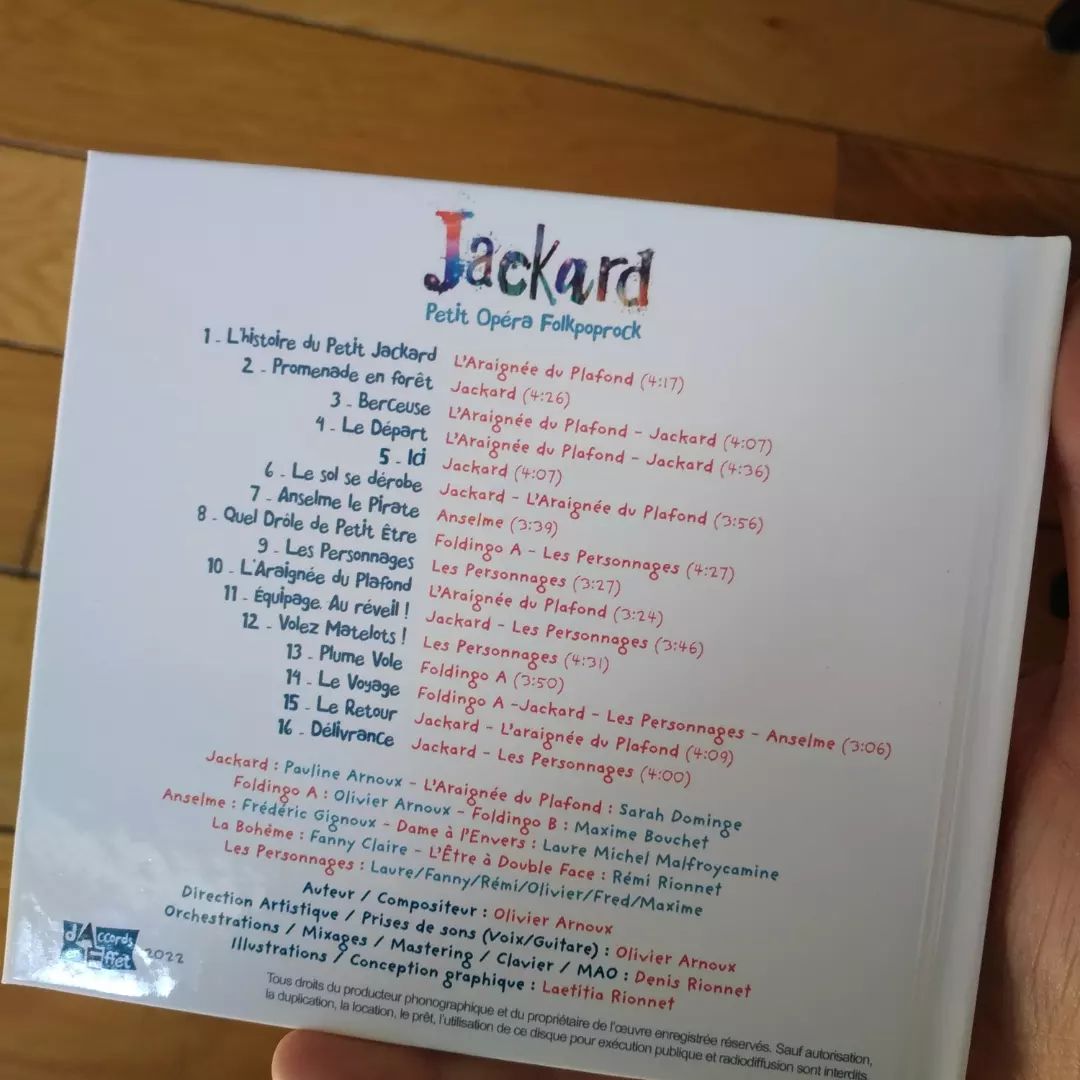 Jackard
Petit Opéra Folkpoprock
1 - L'histoire du Petit Jackard L'Araignée du Plafond (4:17)
2 - Promenade en forêt Jackard (4:26)
3 - Berceuse L'Araignée du Plafond - Jackard (4:07)
4 - Le Départ L'Araignée du Plafond - Jackard (4:36)
5 - Ici Jackard (4:07)
6 - Le sol se dérobe Jackard - L'Araignée du Plafond (3:56)
7 - Anselme le Pirate Anselme (3:39)
8 - Quel Drôle de Petit Être Foldingo A - Les Personnages (4:27)
9 - Les Personnages Les Personnages (3:27)
10 - L'Araignée du Plafond L'Araignée du Plafond (3:24)
11 - Équipage. Au réveil ! Jackard - Les Personnages (3:46)
12 - Volez Matelots ! Les Personnages (4:31)
13 - Plume Vole Foldingo A (3:50)
14 - Le Voyage Foldingo A -Jackard - Les Personnages - Anselme (3:06)
15 - Le Retour Jackard - L'araignée du Plafond (4:09)
16 - Délivrance Jackard - Les Personnages (4:00)
Jackard : Pauline Arnoux - L'Araignée du Plafond : Sarah Dominge
Foldingo A : Olivier Arnoux - Foldingo B : Maxime Bouchet
Anselme : Frédéric Gignoux - Dame à l'Envers : Laure Michel Malfroycamine
La Bohème : Fanny Claire - L'Être à Double Face : Rémi Rionnet
Les Personnages : Laure/Fanny/Rémi/Olivier/Fred/Maxime
Auteur / Compositeur : Olivier Arnoux
Direction Artistique / Prises de sons (Voix/Guitare) : Olivier Arnoux
Orchestrations / Mixages / Mastering / Clavier / MAO : Denis Rionnet
Illustrations / Conception graphique : Laetitia Rionnet
d'Accords
en Effet 2022
Tous droits du producteur phonographique et du propriétaire de l'œuvre enregistrée réservés. Sauf autorisation,
la duplication, la location, le prêt, l'utilisation de ce disque pour exécution publique et radiodiffusion sont interdits